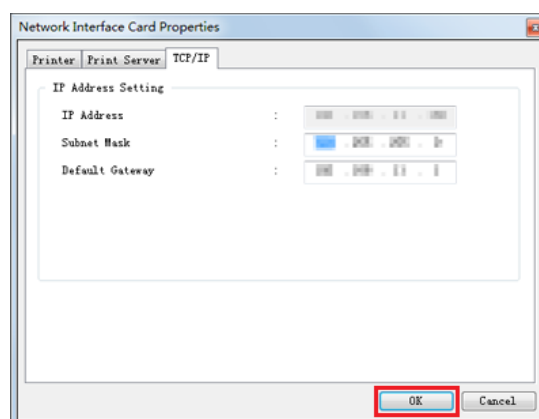 Network Interface Card Properties
Printer Print Server TCP/IP
IP Address Setting
IP Address :
Subnet Mask :
Default Gateway :
OK Cancel